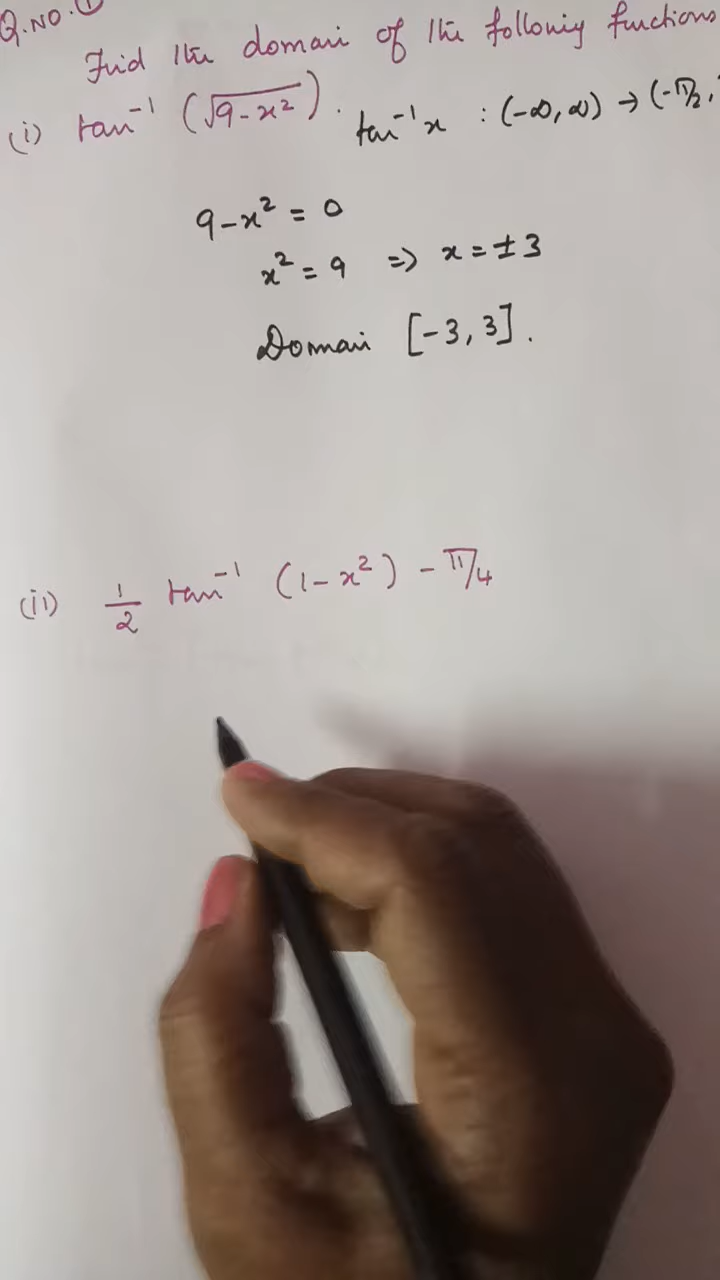 Q.NO.①
Find the domain of the following functions
(i) tan⁻¹ (√9-x²). tan⁻¹x : (-∞, ∞) → (-π/2,
9-x² = 0
x² = 9 => x = ±3
Domain [-3, 3].
(ii) 1/2 tan⁻¹ (1-x²) - π/4